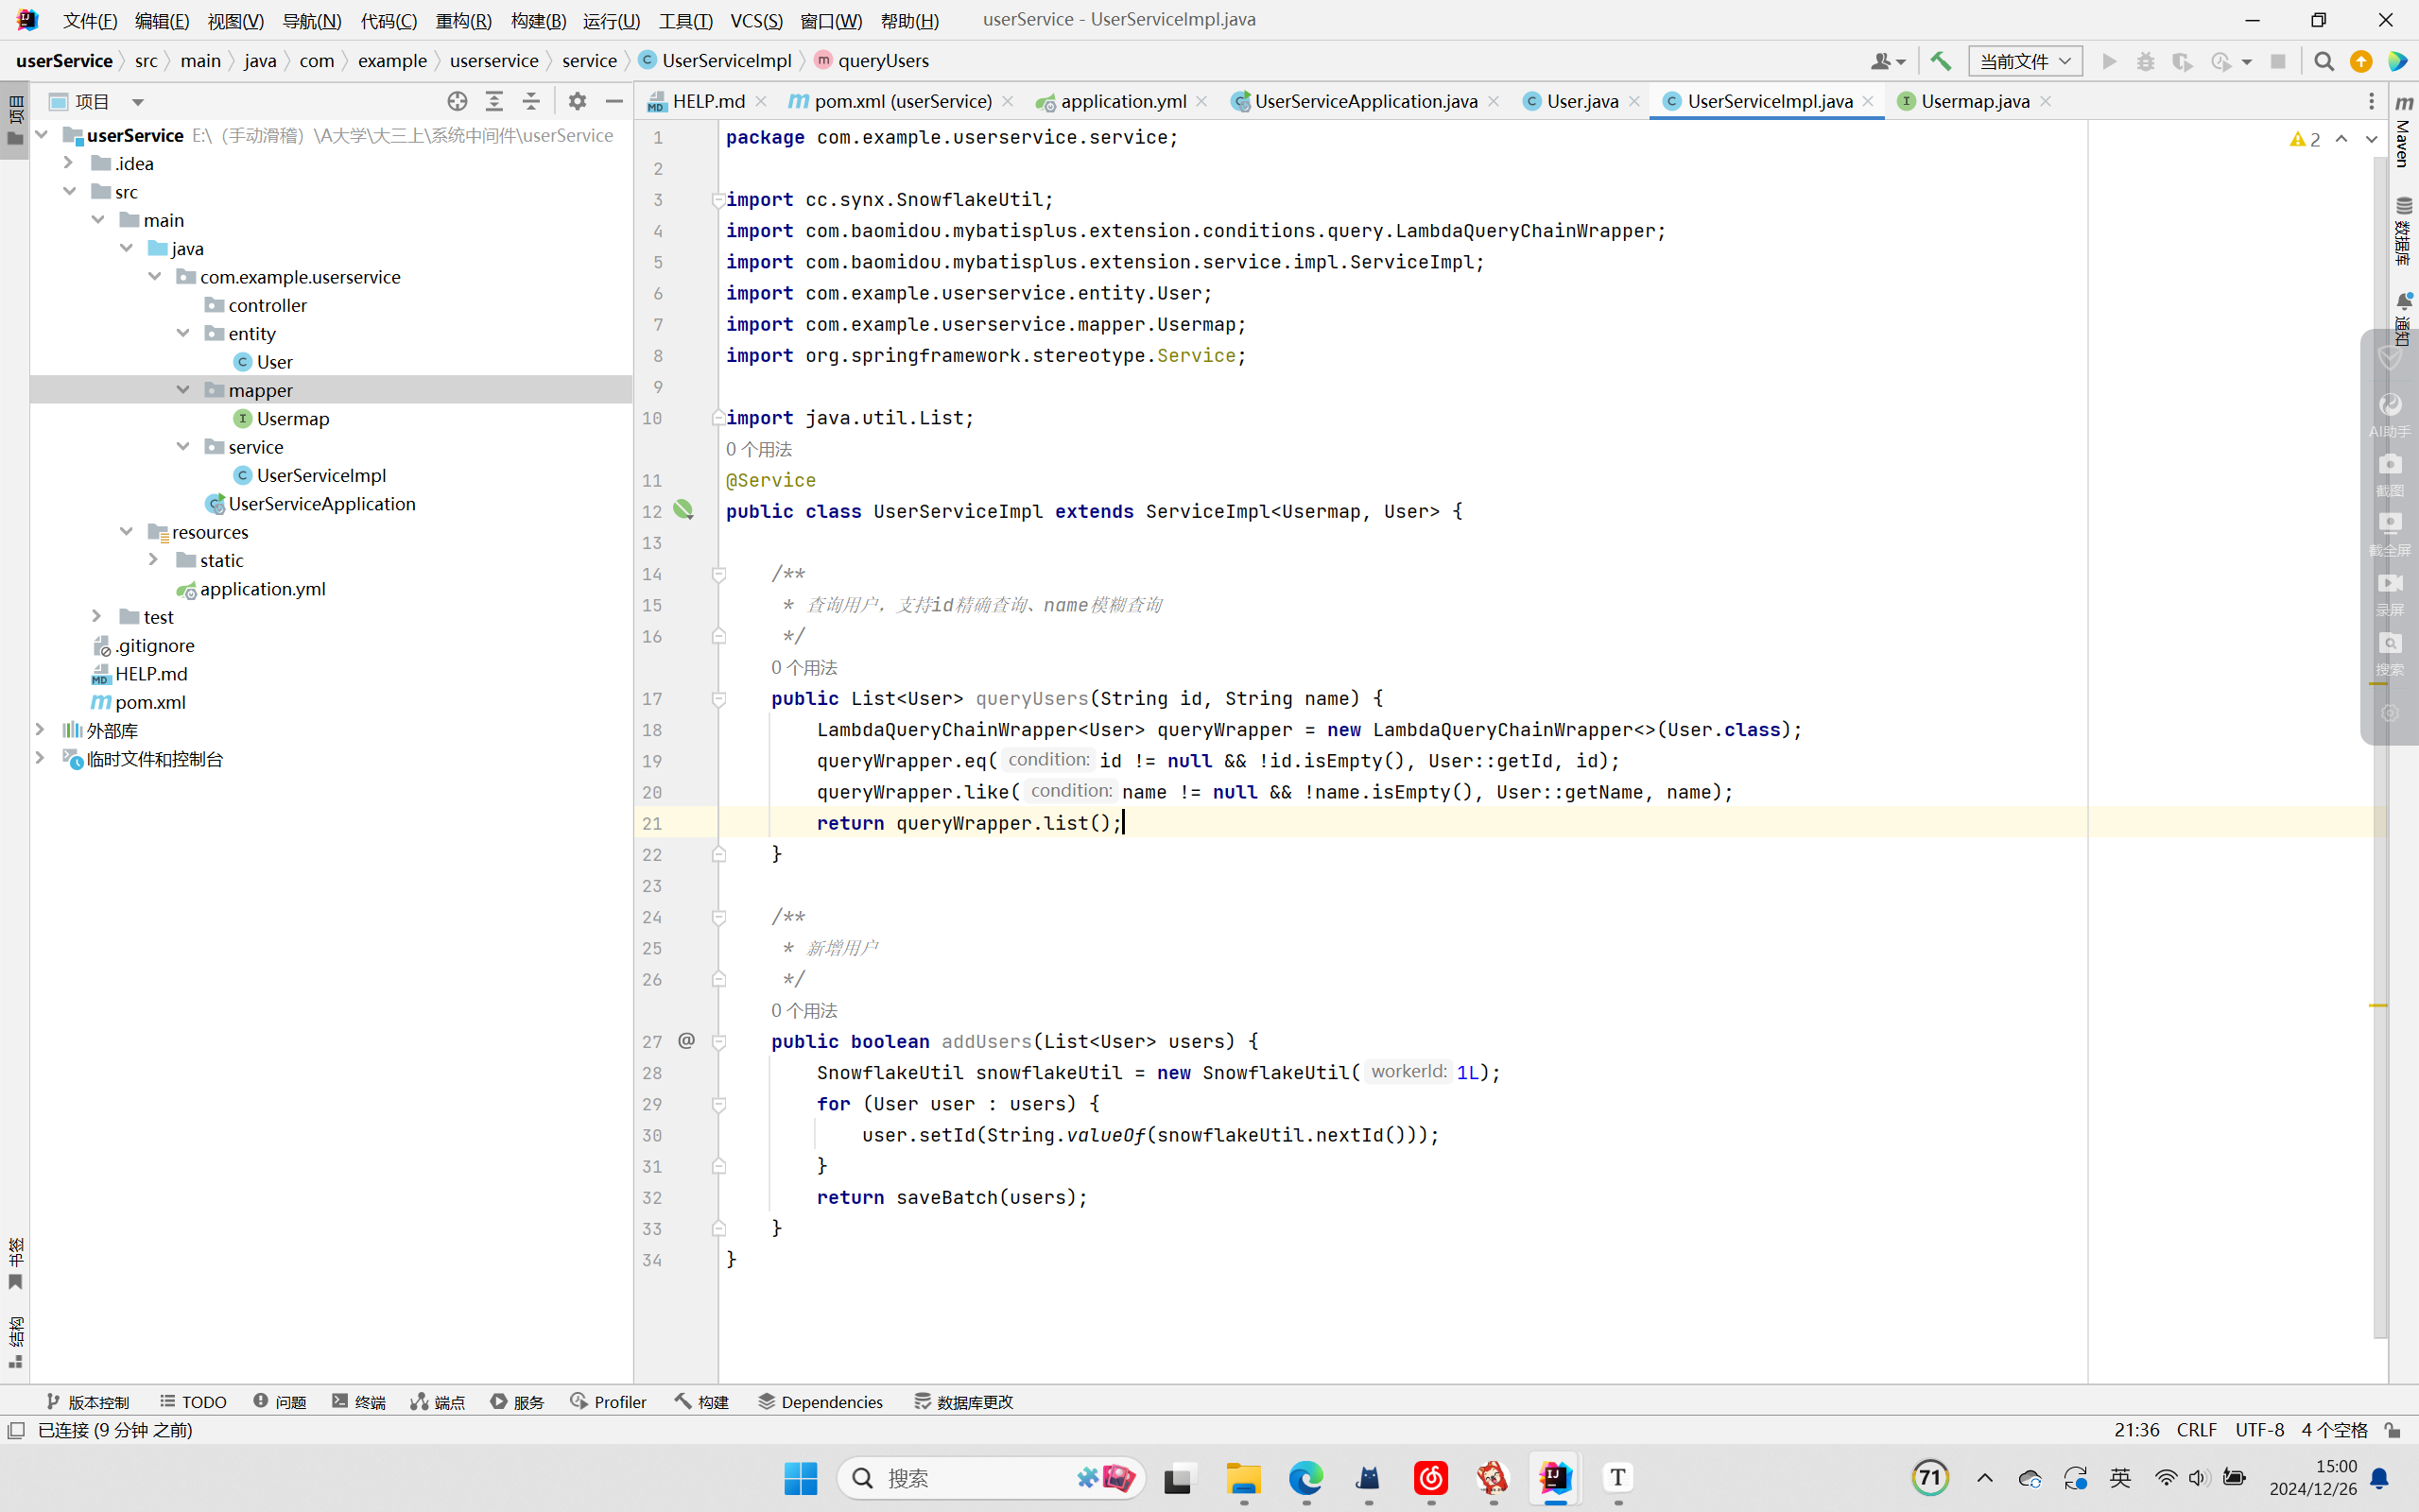 文件(F) 编辑(E) 视图(V) 导航(N) 代码(C) 重构(R) 构建(B) 运行(U) 工具(T) VCS(S) 窗口(W) 帮助(H) userService - UserServiceImpl.java
userService src main java com example userservice service UserServiceImpl queryUsers 当前文件
项目 HELP.md pom.xml (userService) application.yml UserServiceApplication.java User.java UserServiceImpl.java Usermap.java
项目
userService E:\（手动滑稽）\A大学\大三上\系统中间件\userService
.idea
src
main
java
com.example.userservice
controller
entity
User
mapper
Usermap
service
UserServiceImpl
UserServiceApplication
resources
static
application.yml
test
.gitignore
HELP.md
pom.xml
外部库
临时文件和控制台
书签
结构
1 package com.example.userservice.service;
2
3 import cc.synx.SnowflakeUtil;
4 import com.baomidou.mybatisplus.extension.conditions.query.LambdaQueryChainWrapper;
5 import com.baomidou.mybatisplus.extension.service.impl.ServiceImpl;
6 import com.example.userservice.entity.User;
7 import com.example.userservice.mapper.Usermap;
8 import org.springframework.stereotype.Service;
9
10 import java.util.List;
0 个用法
11 @Service
12 public class UserServiceImpl extends ServiceImpl<Usermap, User> {
13
14 /**
15 * 查询用户，支持id精确查询、name模糊查询
16 */
0 个用法
17 public List<User> queryUsers(String id, String name) {
18 LambdaQueryChainWrapper<User> queryWrapper = new LambdaQueryChainWrapper<>(User.class);
19 queryWrapper.eq( condition: id != null && !id.isEmpty(), User::getId, id);
20 queryWrapper.like( condition: name != null && !name.isEmpty(), User::getName, name);
21 return queryWrapper.list();
22 }
23
24 /**
25 * 新增用户
26 */
0 个用法
27 @ public boolean addUsers(List<User> users) {
28 SnowflakeUtil snowflakeUtil = new SnowflakeUtil( workerId: 1L);
29 for (User user : users) {
30 user.setId(String.valueOf(snowflakeUtil.nextId()));
31 }
32 return saveBatch(users);
33 }
34 }
2
Maven
数据库
通知
AI助手
截图
截全屏
录屏
搜索
版本控制 TODO 问题 终端 端点 服务 Profiler 构建 Dependencies 数据库更改
已连接 (9 分钟 之前) 21:36 CRLF UTF-8 4 个空格
搜索 71 英 15:00
2024/12/26